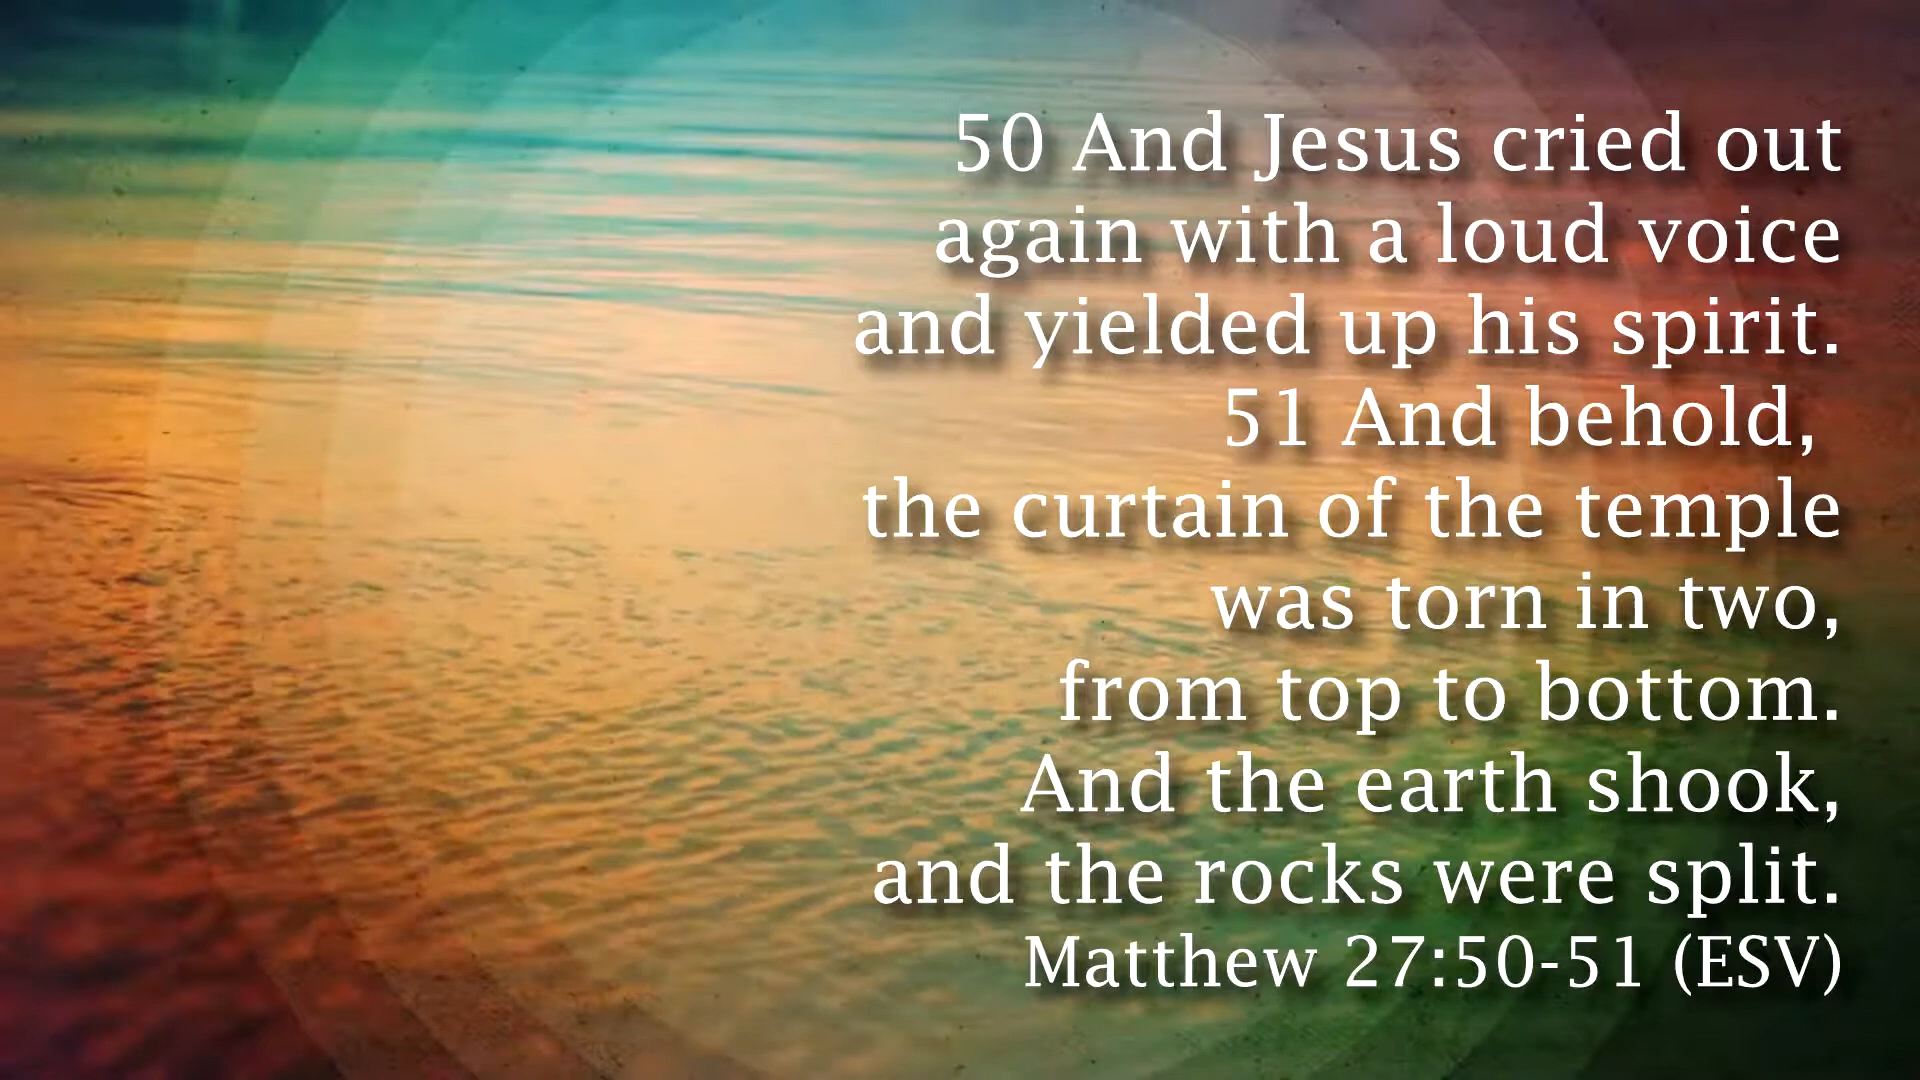 50 And Jesus cried out
again with a loud voice
and yielded up his spirit.
51 And behold,
the curtain of the temple
was torn in two,
from top to bottom.
And the earth shook,
and the rocks were split.
Matthew 27:50-51 (ESV)